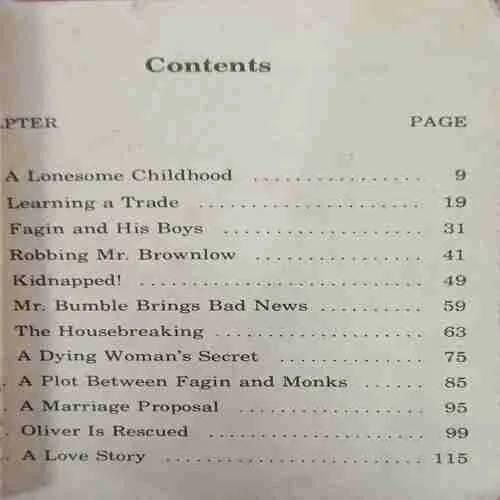 Contents
PTER PAGE
A Lonesome Childhood ................ 9
Learning a Trade .................... 19
Fagin and His Boys .................. 31
Robbing Mr. Brownlow ............... 41
Kidnapped! .......................... 49
Mr. Bumble Brings Bad News .......... 59
The Housebreaking ................... 63
A Dying Woman's Secret .............. 75
. A Plot Between Fagin and Monks ...... 85
. A Marriage Proposal ................. 95
. Oliver Is Rescued ................... 99
. A Love Story ........................ 115